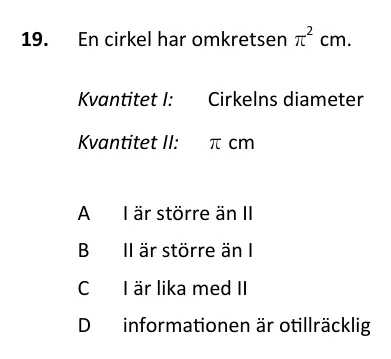 19. En cirkel har omkretsen π² cm.
Kvantitet I: Cirkelns diameter
Kvantitet II: π cm
A I är större än II
B II är större än I
C I är lika med II
D informationen är otillräcklig